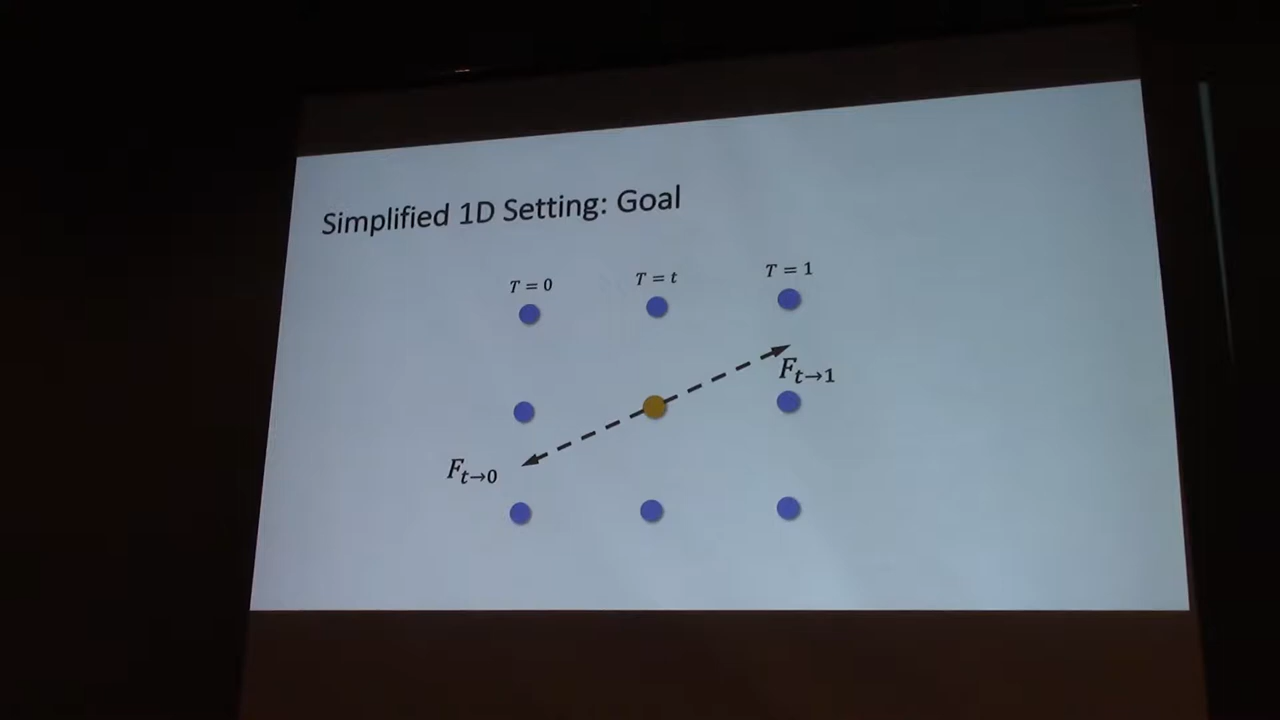 Simplified 1D Setting: Goal
T = 0
T = t
T = 1
F_{t→1}
F_{t→0}